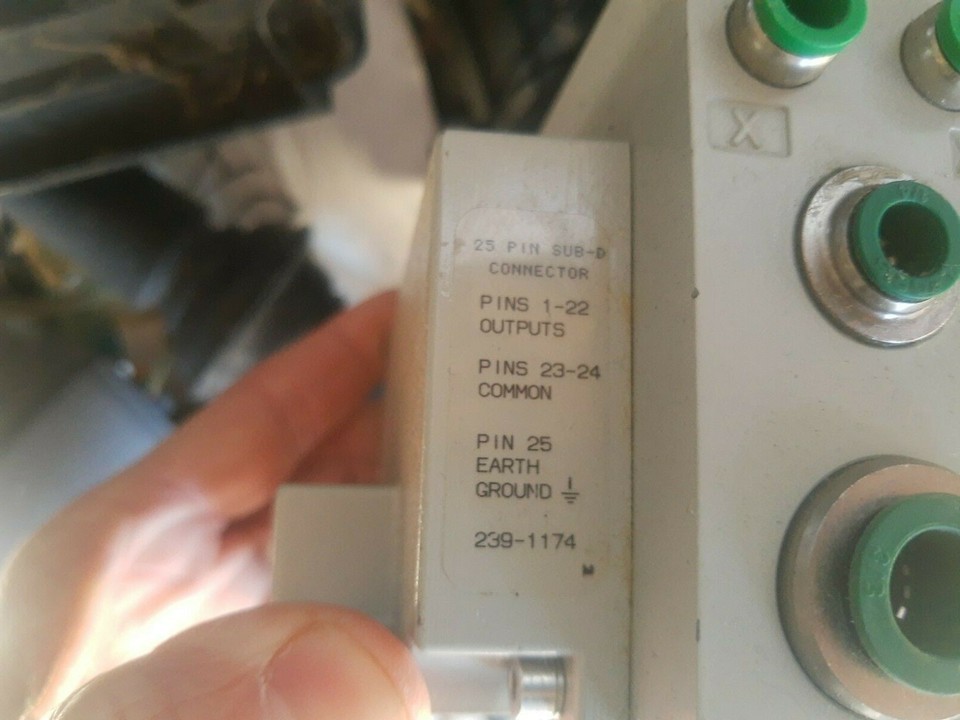 25 PIN SUB-D
CONNECTOR
PINS 1-22
OUTPUTS
PINS 23-24
COMMON
PIN 25
EARTH
GROUND
239-1174
M
X